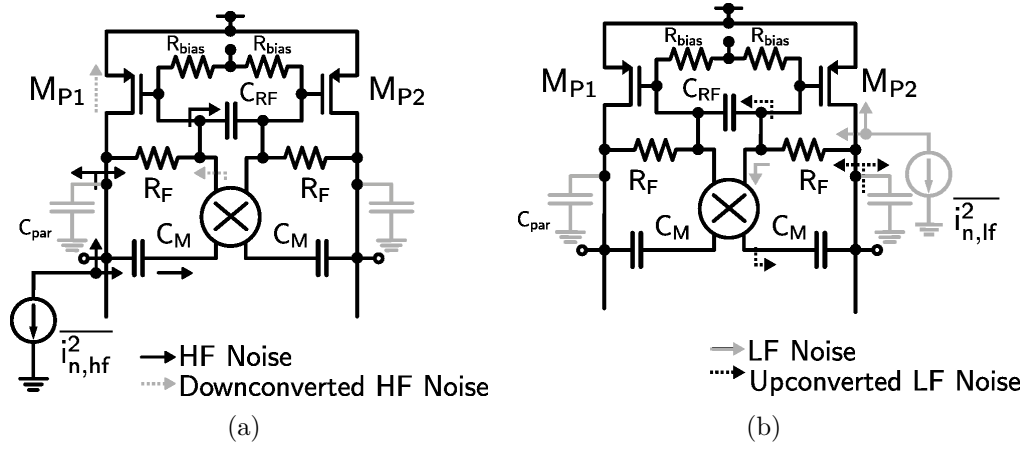 R_bias R_bias
M_P1 C_RF M_P2
R_F R_F
C_par C_M C_M
i²_n,hf
HF Noise
Downconverted HF Noise
(a)
R_bias R_bias
M_P1 C_RF M_P2
R_F R_F
C_par C_M C_M
i²_n,lf
LF Noise
Upconverted LF Noise
(b)